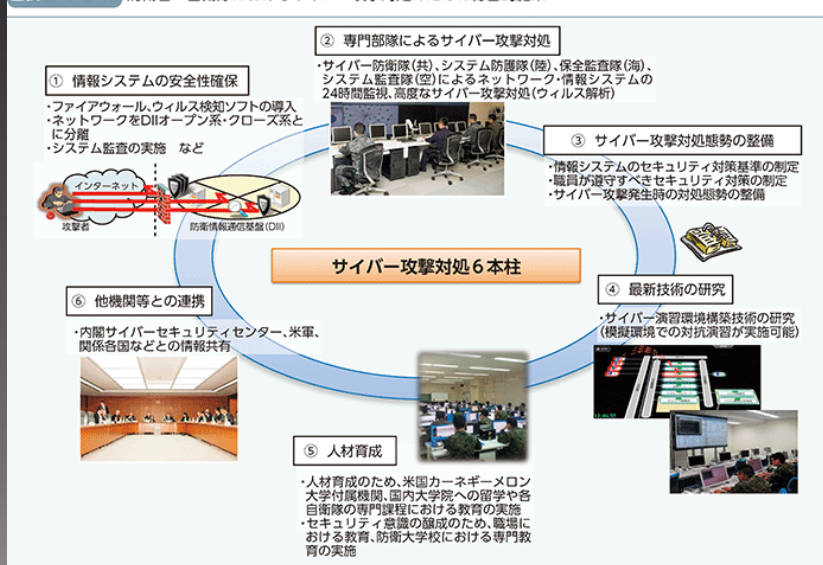 ② 専門部隊によるサイバー攻撃対処
・サイバー防衛隊(共)、システム防護隊(陸)、保全監査隊(海)、
システム監査隊(空)によるネットワーク・情報システムの
24時間監視、高度なサイバー攻撃対処(ウィルス解析)
① 情報システムの安全性確保
・ファイアウォール、ウィルス検知ソフトの導入
・ネットワークをDIIオープン系・クローズ系と
に分離
・システム監査の実施 など
インターネット
攻撃者
防衛情報通信基盤(DII)
③ サイバー攻撃対処態勢の整備
・情報システムのセキュリティ対策基準の制定
・職員が遵守すべきセキュリティ対策の制定
・サイバー攻撃発生時の対処態勢の整備
サイバー攻撃対処6本柱
④ 最新技術の研究
・サイバー演習環境構築技術の研究
(模擬環境での対抗演習が実施可能)
⑥ 他機関等との連携
・内閣サイバーセキュリティセンター、米軍、
関係各国などとの情報共有
⑤ 人材育成
・人材育成のため、米国カーネギーメロン
大学付属機関、国内大学院への留学や各
自衛隊の専門課程における教育の実施
・セキュリティ意識の醸成のため、職場に
おける教育、防衛大学校における専門教
育の実施